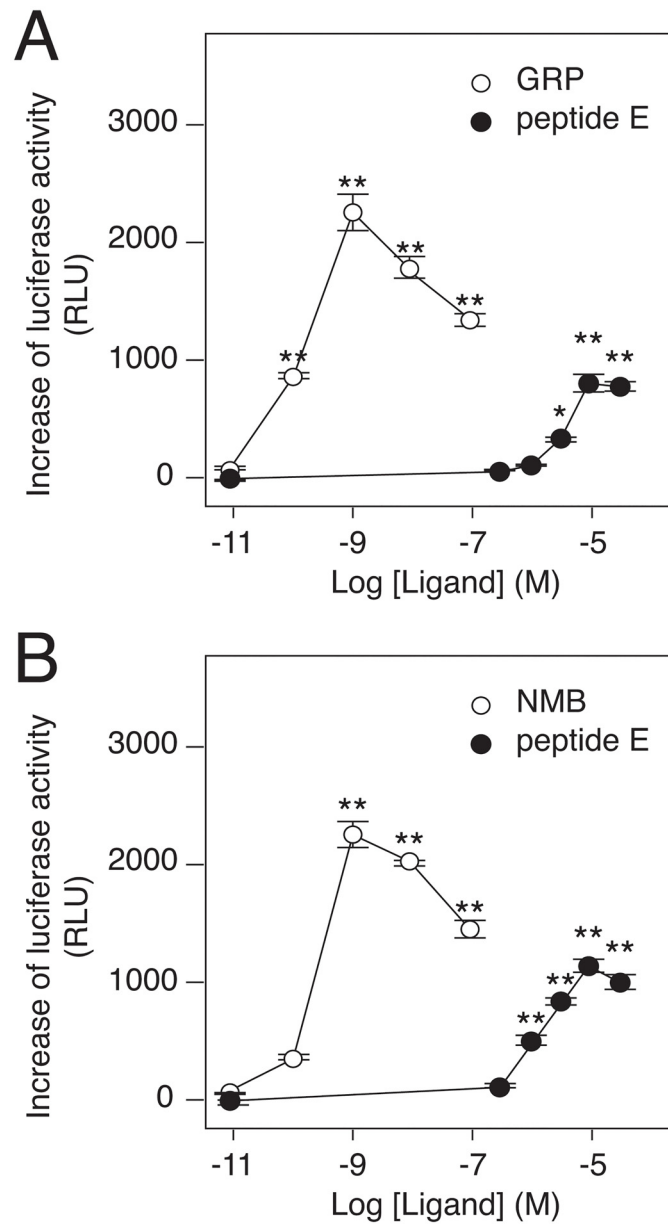 A
GRP
peptide E
Increase of luciferase activity
(RLU)
3000
2000
1000
0
**
**
**
**
*
**
**
-11
-9
-7
-5
Log [Ligand] (M)
B
NMB
peptide E
Increase of luciferase activity
(RLU)
3000
2000
1000
0
**
**
**
**
**
**
**
-11
-9
-7
-5
Log [Ligand] (M)